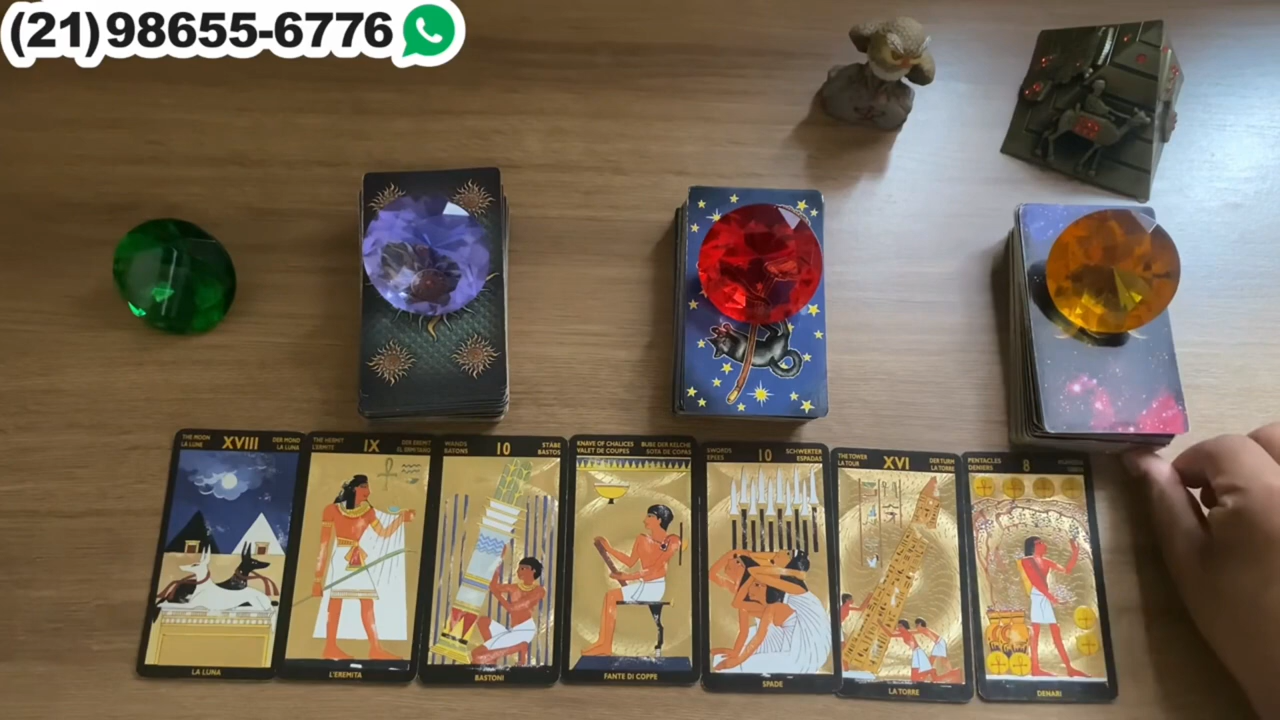 (21)98655-6776
THE MOON
LA LUNE
XVIII
DER MOND
LA LUNA
LA LUNA
THE HERMIT
L'ERMITE
IX
DER EREMIT
EL ERMITAÑO
L'EREMITA
WANDS
BATONS
10
STÄBE
BASTOS
BASTONI
KNAVE OF CHALICES
VALET DE COUPES
BUBE DER KELCHE
SOTA DE COPAS
FANTE DI COPPE
SWORDS
EPEES
10
SCHWERTER
ESPADAS
SPADE
THE TOWER
LA TOUR
XVI
DER TURM
LA TORRE
LA TORRE
PENTACLES
DENIERS
8
DENARI